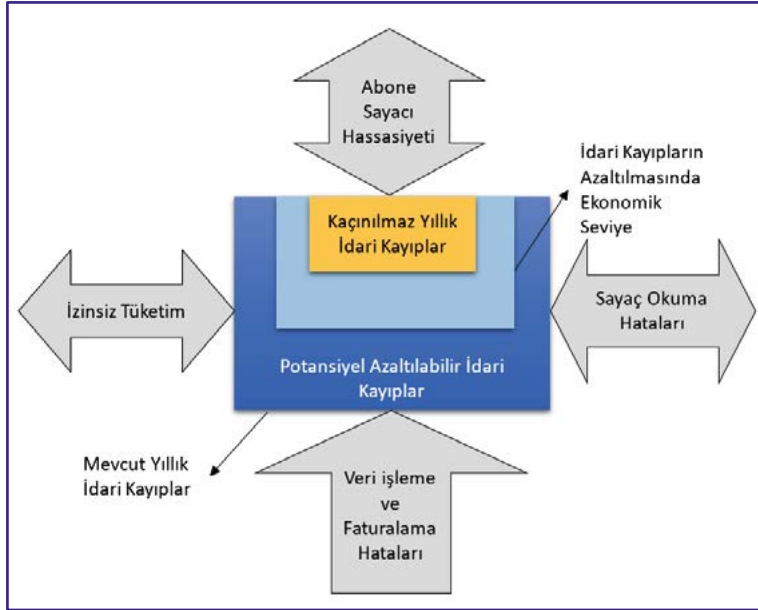 Abone
Sayacı
Hassasiyeti
İdari Kayıpların
Azaltılmasında
Ekonomik
Seviye
Kaçınılmaz Yıllık
İdari Kayıplar
İzinsiz Tüketim
Sayaç Okuma
Hataları
Potansiyel Azaltılabilir İdari
Kayıplar
Mevcut Yıllık
İdari Kayıplar
Veri işleme
ve
Faturalama
Hataları